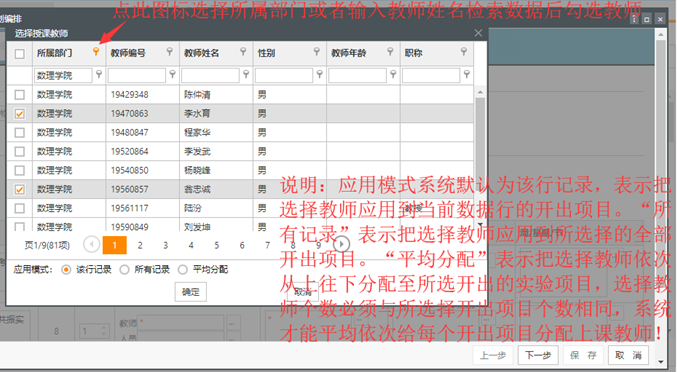 点此图标选择所属部门或者输入教师姓名检索数据后勾选教师
划编排
选择授课教师
所属部门 教师编号 教师姓名 性别 教师年龄 职称
数理学院
数理学院 19429348 陈仲清 男
数理学院 19470863 李水育 男
数理学院 19480847 程家华 男
数理学院 19520864 李发武 男
数理学院 19540850 杨晓峰 男
数理学院 19560857 翁忠诚 男
数理学院 19561117 陆汾 男
数理学院 19590849 刘发坤 男
页1/9(81项) 1 2 3 4 5 6 7 8 9
应用模式: 该行记录 所有记录 平均分配
确定 取消
说明：应用模式系统默认为该行记录，表示把
选择教师应用到当前数据行的开出项目。“所
有记录”表示把选择教师应用到所选择的全部
开出项目。“平均分配”表示把选择教师依次
从上往下分配至所选开出的实验项目，选择教
师个数必须与所选择开出项目个数相同，系统
才能平均依次给每个开出项目分配上课教师！
共振实 8 1 教师 *
人员
上一步 下一步 保 存 取 消